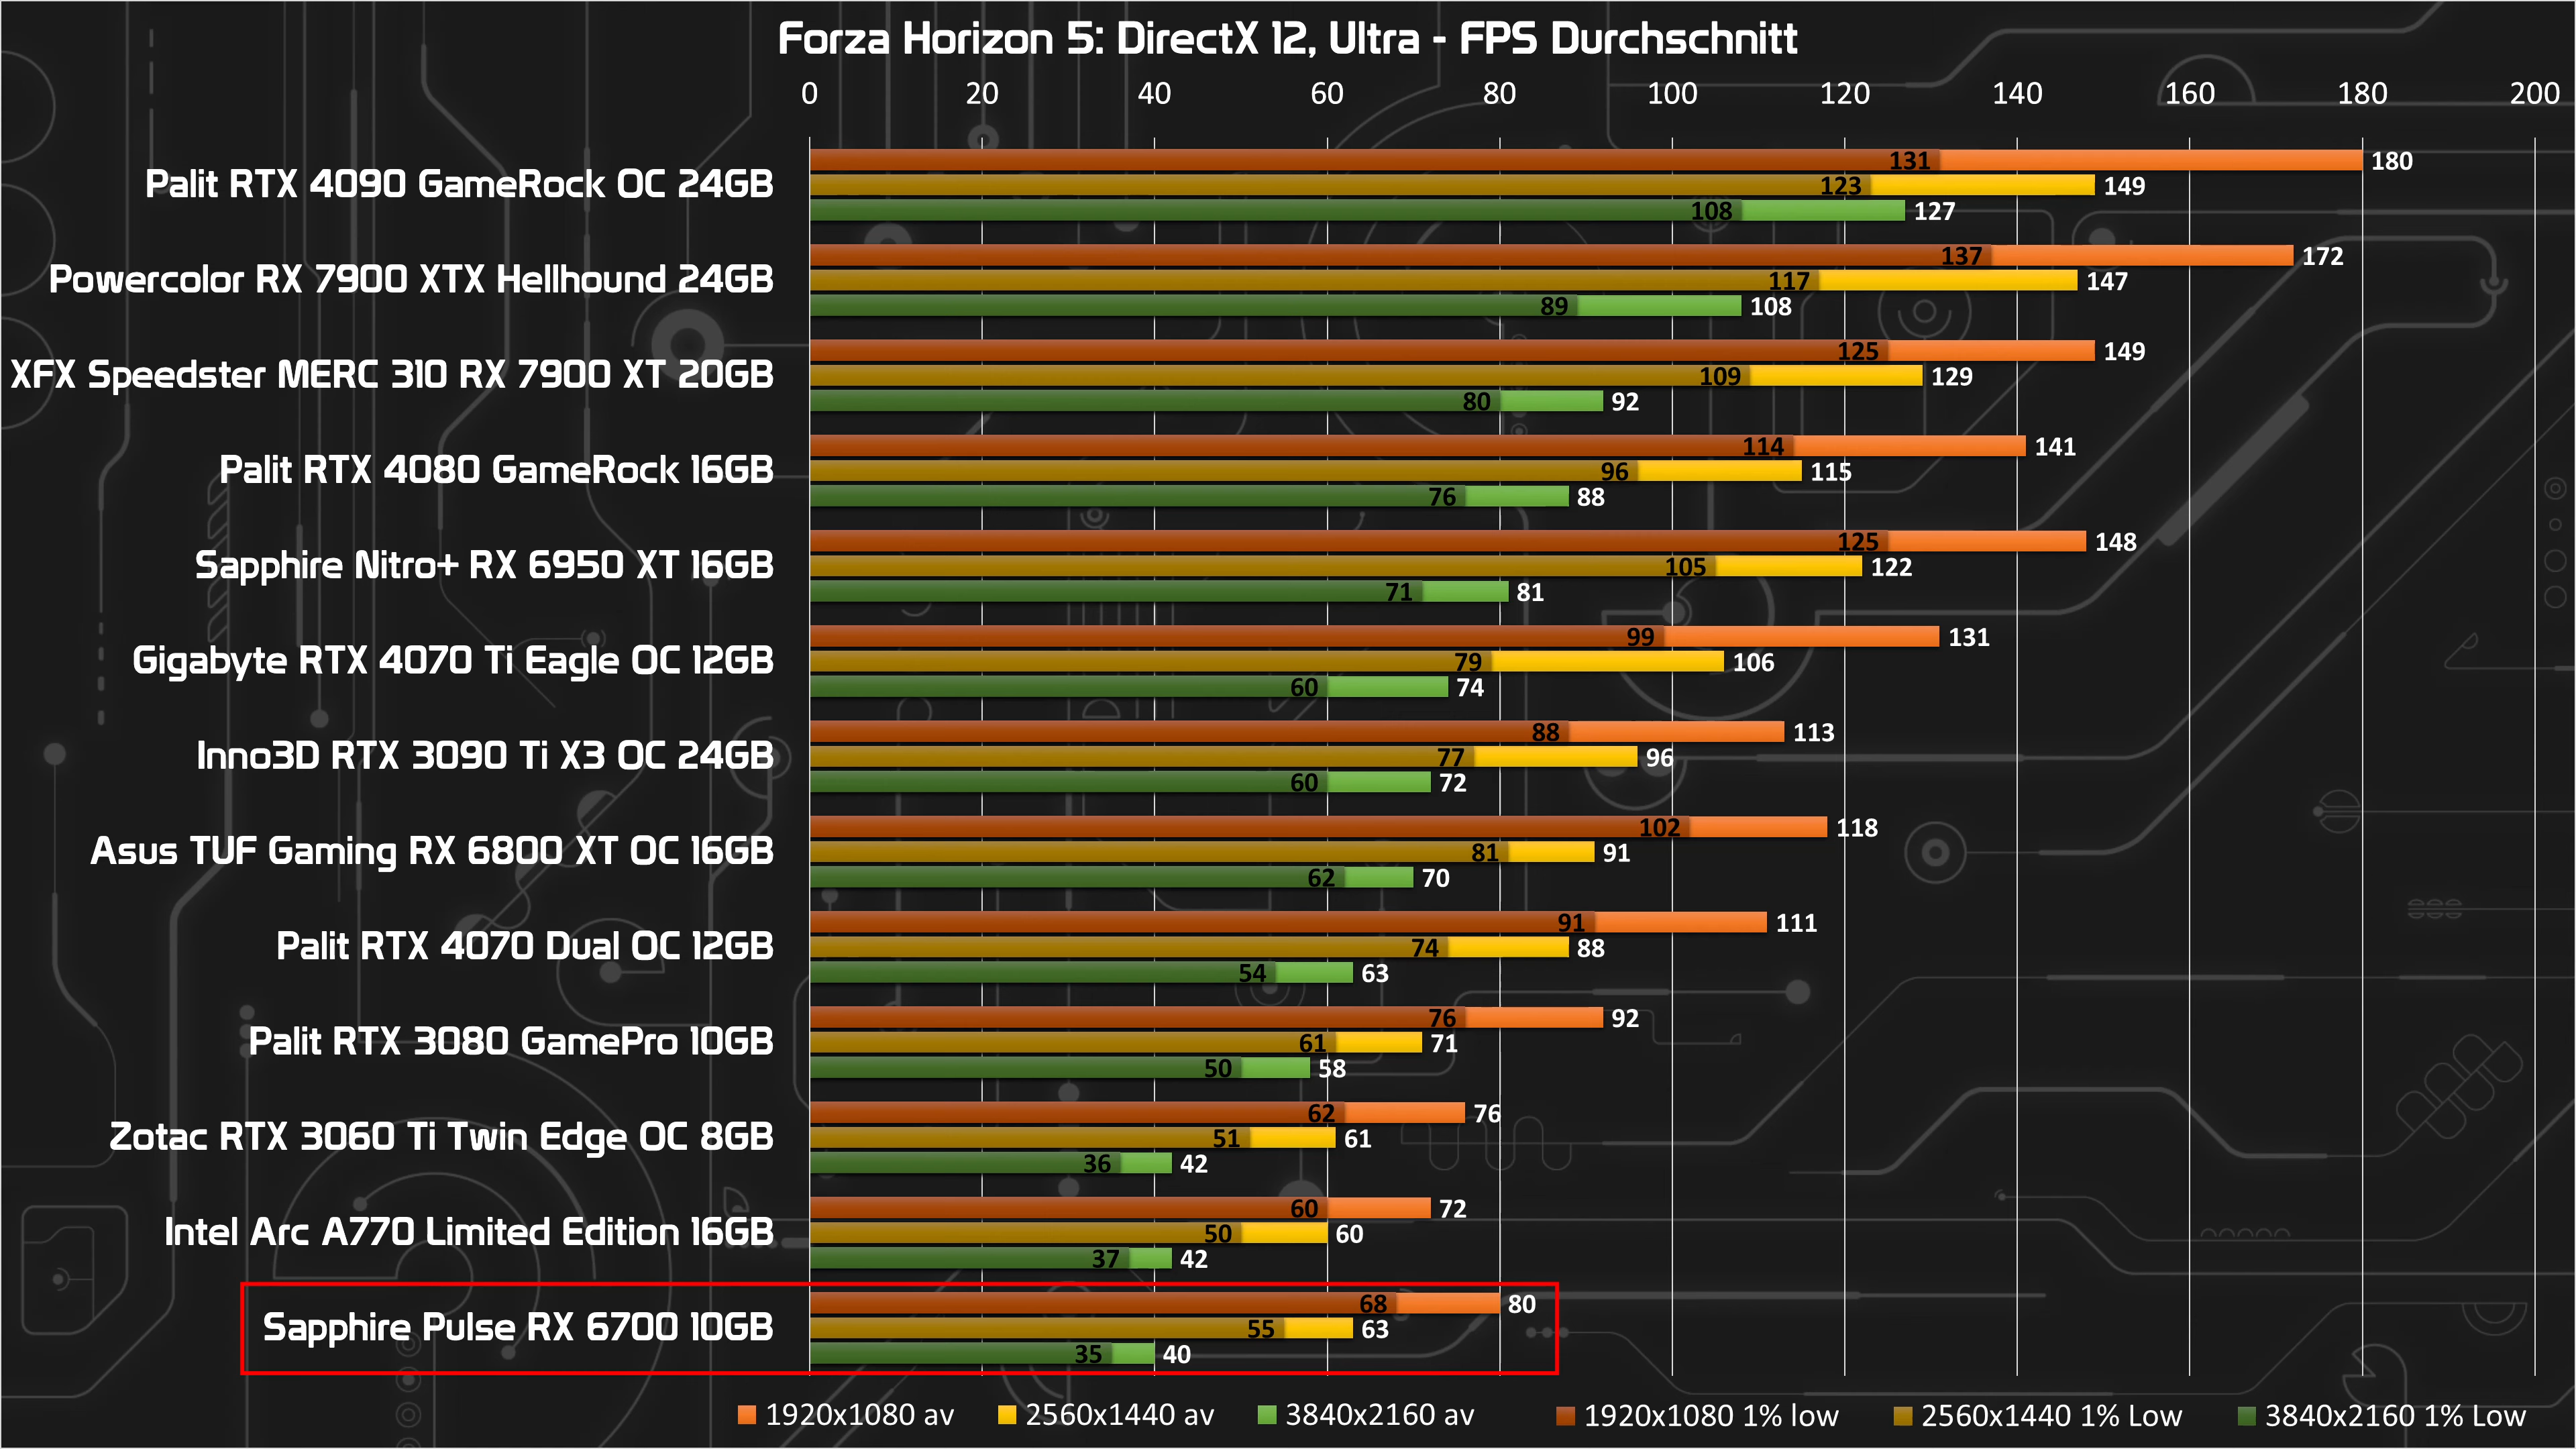 Forza Horizon 5: DirectX 12, Ultra - FPS Durchschnitt
0 20 40 60 80 100 120 140 160 180 200
Palit RTX 4090 GameRock OC 24GB
131 180
123 149
108 127
Powercolor RX 7900 XTX Hellhound 24GB
137 172
117 147
89 108
XFX Speedster MERC 310 RX 7900 XT 20GB
125 149
109 129
80 92
Palit RTX 4080 GameRock 16GB
114 141
96 115
76 88
Sapphire Nitro+ RX 6950 XT 16GB
125 148
105 122
71 81
Gigabyte RTX 4070 Ti Eagle OC 12GB
99 131
79 106
60 74
Inno3D RTX 3090 Ti X3 OC 24GB
88 113
77 96
60 72
Asus TUF Gaming RX 6800 XT OC 16GB
102 118
81 91
62 70
Palit RTX 4070 Dual OC 12GB
91 111
74 88
54 63
Palit RTX 3080 GamePro 10GB
76 92
61 71
50 58
Zotac RTX 3060 Ti Twin Edge OC 8GB
62 76
51 61
36 42
Intel Arc A770 Limited Edition 16GB
60 72
50 60
37 42
Sapphire Pulse RX 6700 10GB
68 80
55 63
35 40
1920x1080 av 2560x1440 av 3840x2160 av 1920x1080 1% low 2560x1440 1% Low 3840x2160 1% Low